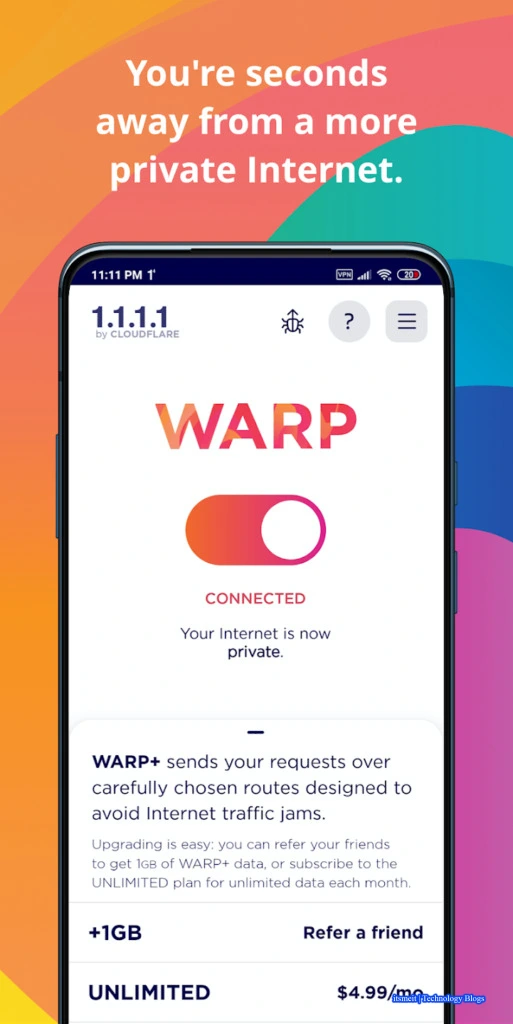 You're seconds
away from a more
private Internet.
11:11 PM
VPN
20
1.1.1.1
by CLOUDFLARE
?
WARP
CONNECTED
Your Internet is now
private.
WARP+ sends your requests over
carefully chosen routes designed to
avoid Internet traffic jams.
Upgrading is easy: you can refer your friends
to get 1GB of WARP+ data, or subscribe to the
UNLIMITED plan for unlimited data each month.
+1GB Refer a friend
UNLIMITED $4.99/mo
itsmeit | Technology Blogs